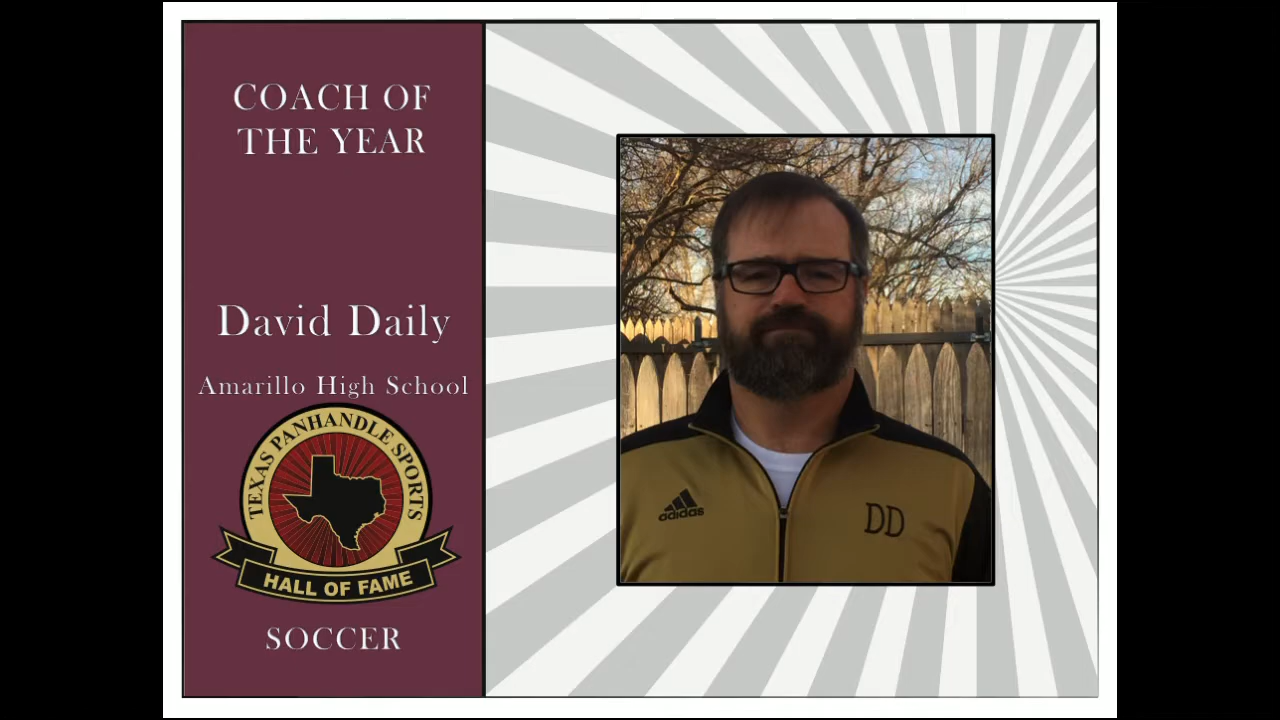 COACH OF
THE YEAR
David Daily
Amarillo High School
TEXAS PANHANDLE SPORTS
HALL OF FAME
SOCCER
adidas
DD